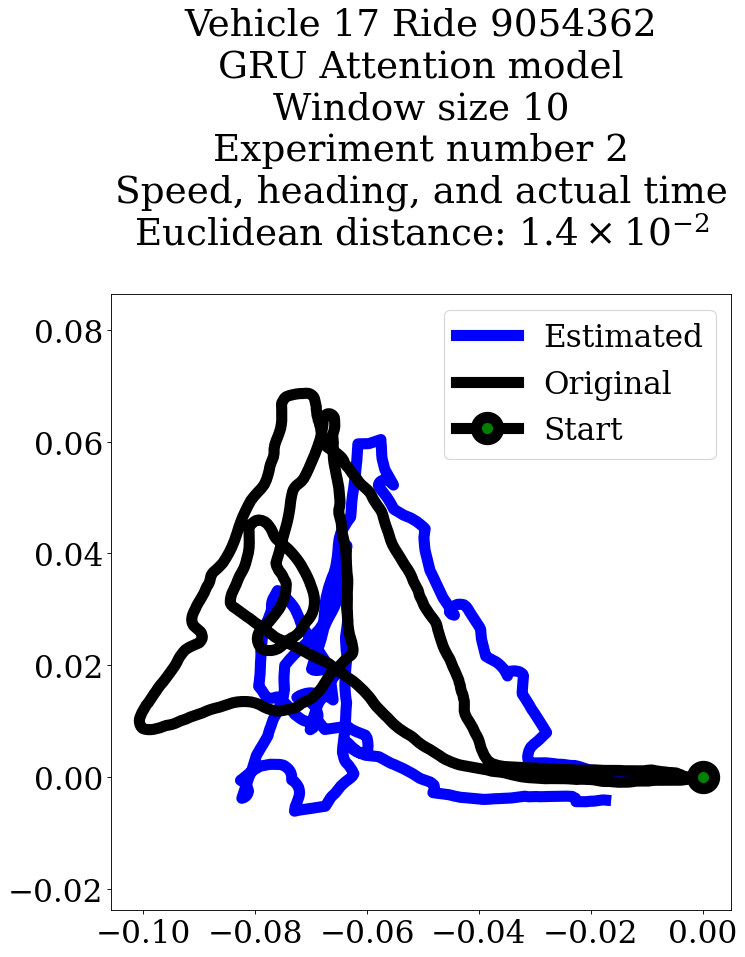 Vehicle 17 Ride 9054362
GRU Attention model
Window size 10
Experiment number 2
Speed, heading, and actual time
Euclidean distance: 1.4 × 10⁻²
Estimated
Original
Start
0.08
0.06
0.04
0.02
0.00
−0.02
−0.10 −0.08 −0.06 −0.04 −0.02 0.00